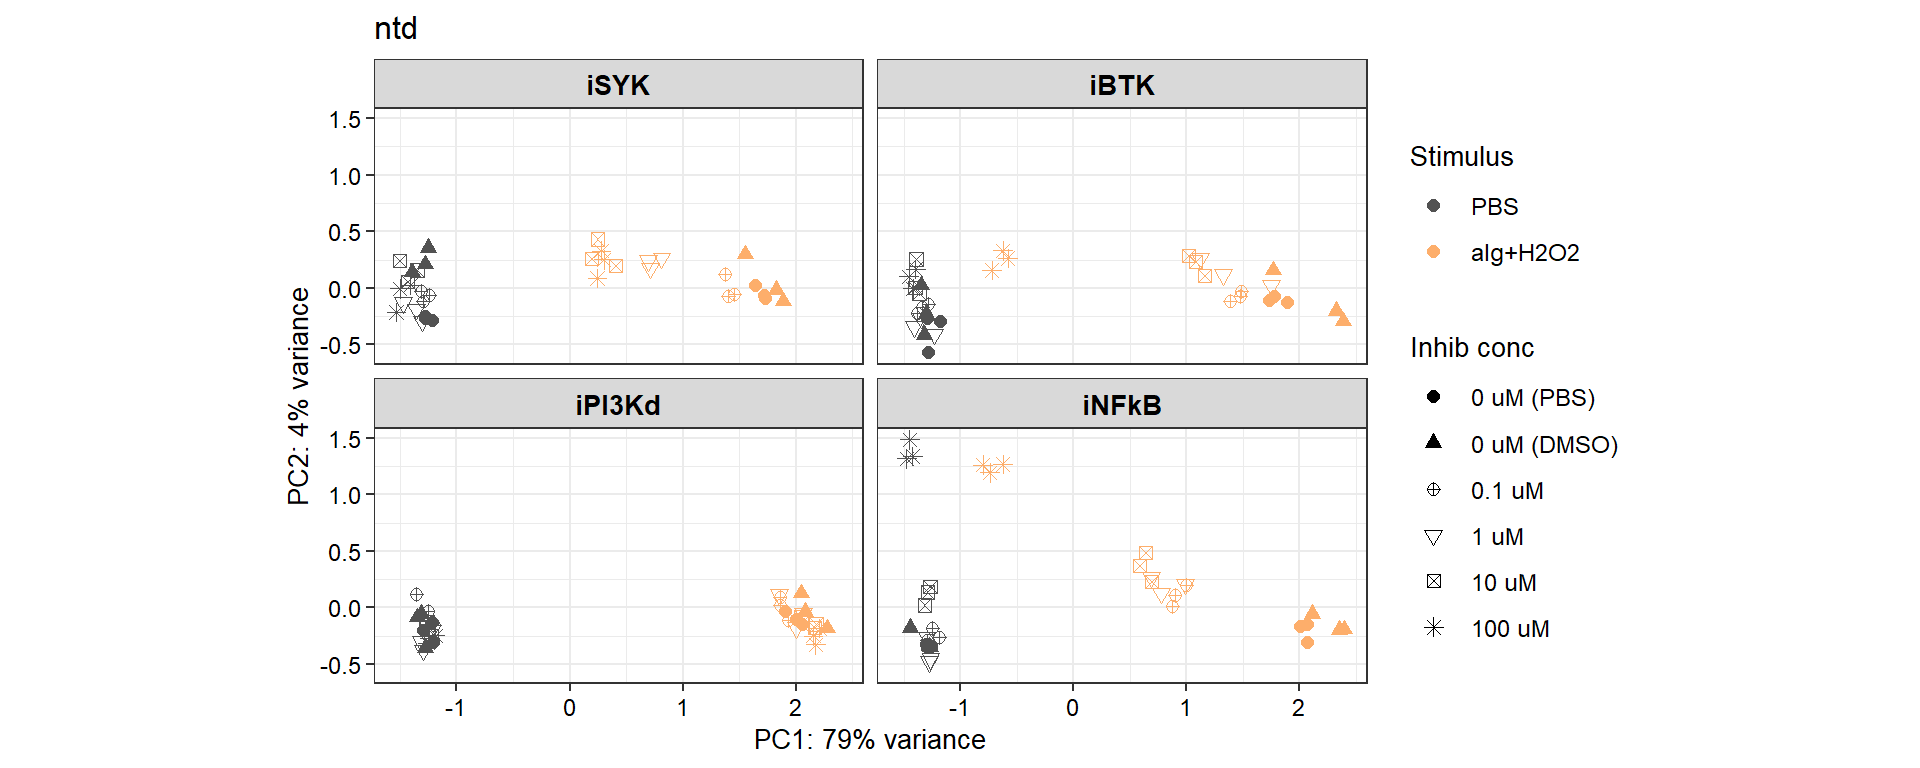 ntd
iSYK
iBTK
1.5
1.0
0.5
0.0
-0.5
iPI3Kd
iNFkB
1.5
1.0
0.5
0.0
-0.5
-1
0
1
2
-1
0
1
2
PC1: 79% variance
PC2: 4% variance
Stimulus
PBS
aIg+H2O2
Inhib conc
0 uM (PBS)
0 uM (DMSO)
0.1 uM
1 uM
10 uM
100 uM